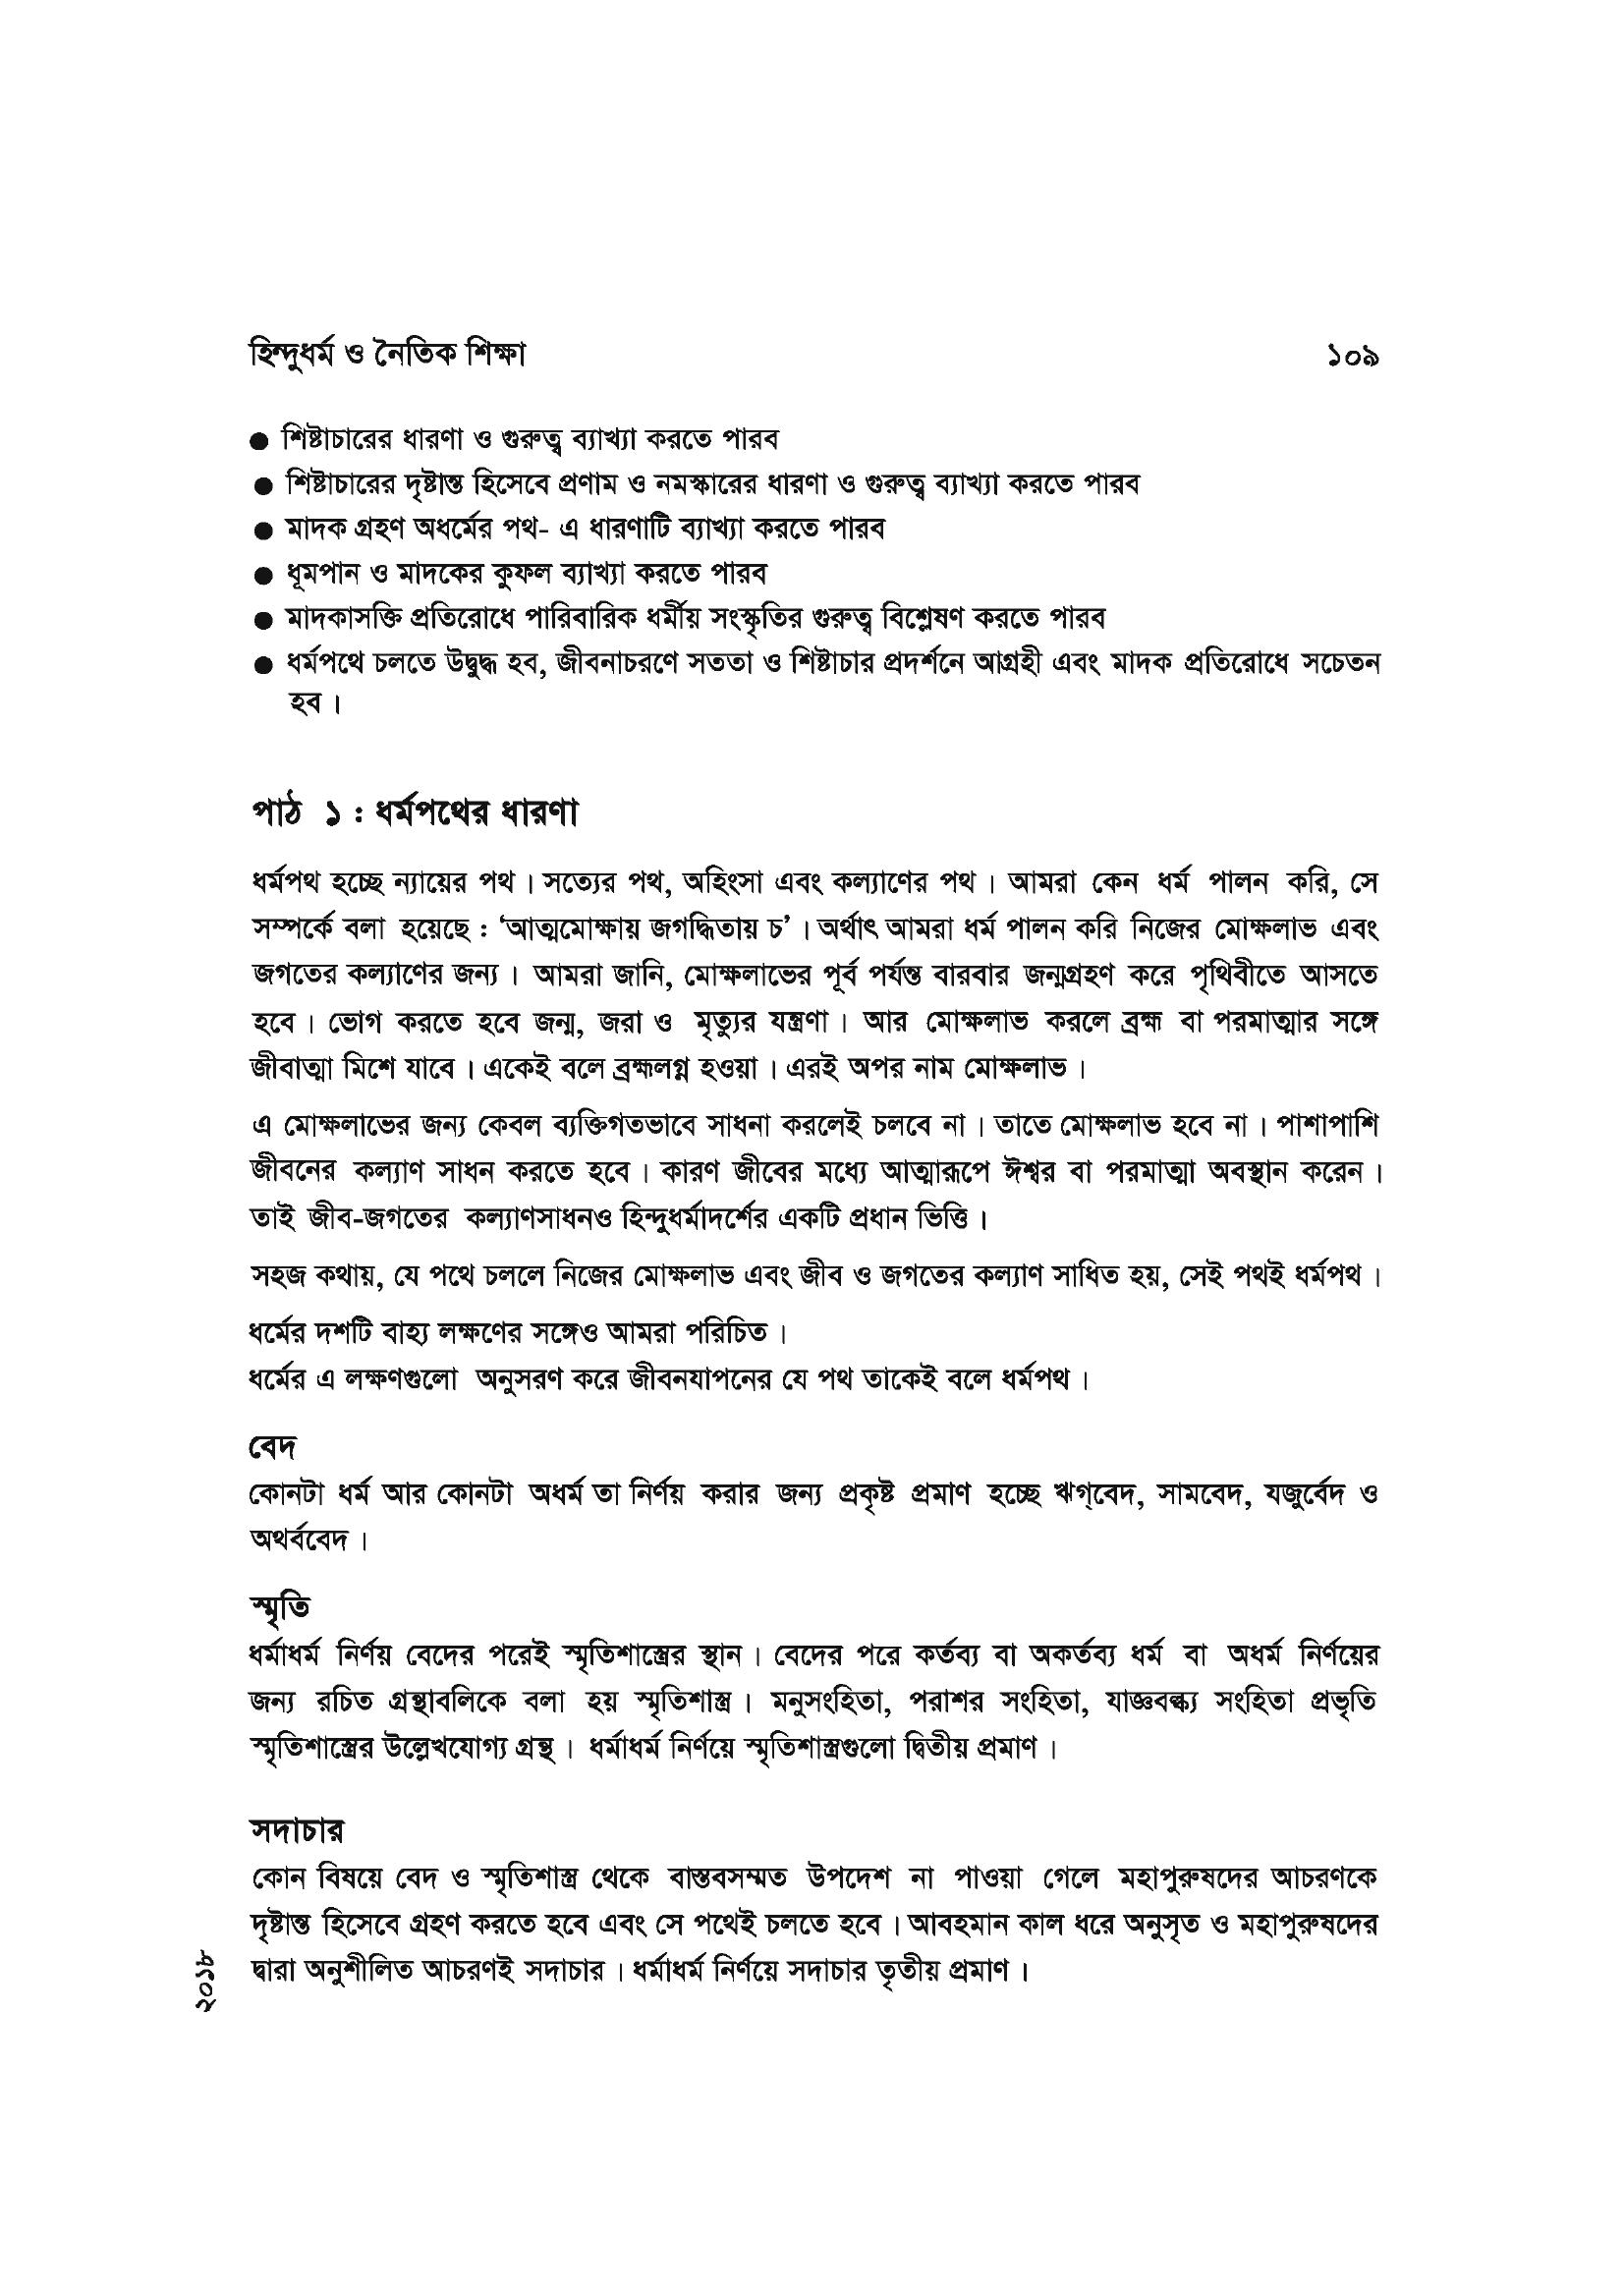 হিন্দুধর্ম ও নৈতিক শিক্ষা ১০৯
● শিষ্টাচারের ধারণা ও গুরুত্ব ব্যাখ্যা করতে পারব
● শিষ্টাচারের দৃষ্টান্ত হিসেবে প্রণাম ও নমস্কারের ধারণা ও গুরুত্ব ব্যাখ্যা করতে পারব
● মাদক গ্রহণ অধর্মের পথ- এ ধারণাটি ব্যাখ্যা করতে পারব
● ধূমপান ও মাদকের কুফল ব্যাখ্যা করতে পারব
● মাদকাসক্তি প্রতিরোধে পারিবারিক ধর্মীয় সংস্কৃতির গুরুত্ব বিশ্লেষণ করতে পারব
● ধর্মপথে চলতে উদ্বুদ্ধ হব, জীবনাচরণে সততা ও শিষ্টাচার প্রদর্শনে আগ্রহী এবং মাদক প্রতিরোধে সচেতন
হব ।
পাঠ ১ : ধর্মপথের ধারণা
ধর্মপথ হচ্ছে ন্যায়ের পথ । সত্যের পথ, অহিংসা এবং কল্যাণের পথ । আমরা কেন ধর্ম পালন করি, সে
সম্পর্কে বলা হয়েছে : ‘আত্মমোক্ষায় জগদ্ধিতায় চ’ । অর্থাৎ আমরা ধর্ম পালন করি নিজের মোক্ষলাভ এবং
জগতের কল্যাণের জন্য । আমরা জানি, মোক্ষলাভের পূর্ব পর্যন্ত বারবার জন্মগ্রহণ করে পৃথিবীতে আসতে
হবে । ভোগ করতে হবে জন্ম, জরা ও মৃত্যুর যন্ত্রণা । আর মোক্ষলাভ করলে ব্রহ্ম বা পরমাত্মার সঙ্গে
জীবাত্মা মিশে যাবে । একেই বলে ব্রহ্মলগ্ন হওয়া । এরই অপর নাম মোক্ষলাভ ।
এ মোক্ষলাভের জন্য কেবল ব্যক্তিগতভাবে সাধনা করলেই চলবে না । তাতে মোক্ষলাভ হবে না । পাশাপাশি
জীবনের কল্যাণ সাধন করতে হবে । কারণ জীবের মধ্যে আত্মারূপে ঈশ্বর বা পরমাত্মা অবস্থান করেন ।
তাই জীব-জগতের কল্যাণসাধনও হিন্দুধর্মাদর্শের একটি প্রধান ভিত্তি ।
সহজ কথায়, যে পথে চললে নিজের মোক্ষলাভ এবং জীব ও জগতের কল্যাণ সাধিত হয়, সেই পথই ধর্মপথ ।
ধর্মের দশটি বাহ্য লক্ষণের সঙ্গেও আমরা পরিচিত ।
ধর্মের এ লক্ষণগুলো অনুসরণ করে জীবনযাপনের যে পথ তাকেই বলে ধর্মপথ ।
বেদ
কোনটা ধর্ম আর কোনটা অধর্ম তা নির্ণয় করার জন্য প্রকৃষ্ট প্রমাণ হচ্ছে ঋগ্‌বেদ, সামবেদ, যজুর্বেদ ও
অথর্ববেদ ।
স্মৃতি
ধর্মাধর্ম নির্ণয় বেদের পরেই স্মৃতিশাস্ত্রের স্থান । বেদের পরে কর্তব্য বা অকর্তব্য ধর্ম বা অধর্ম নির্ণয়ের
জন্য রচিত গ্রন্থাবলিকে বলা হয় স্মৃতিশাস্ত্র । মনুসংহিতা, পরাশর সংহিতা, যাজ্ঞবল্ক্য সংহিতা প্রভৃতি
স্মৃতিশাস্ত্রের উল্লেখযোগ্য গ্রন্থ । ধর্মাধর্ম নির্ণয়ে স্মৃতিশাস্ত্রগুলো দ্বিতীয় প্রমাণ ।
সদাচার
কোন বিষয়ে বেদ ও স্মৃতিশাস্ত্র থেকে বাস্তবসম্মত উপদেশ না পাওয়া গেলে মহাপুরুষদের আচরণকে
দৃষ্টান্ত হিসেবে গ্রহণ করতে হবে এবং সে পথেই চলতে হবে । আবহমান কাল ধরে অনুসৃত ও মহাপুরুষদের
দ্বারা অনুশীলিত আচরণই সদাচার । ধর্মাধর্ম নির্ণয়ে সদাচার তৃতীয় প্রমাণ ।
২০১৮